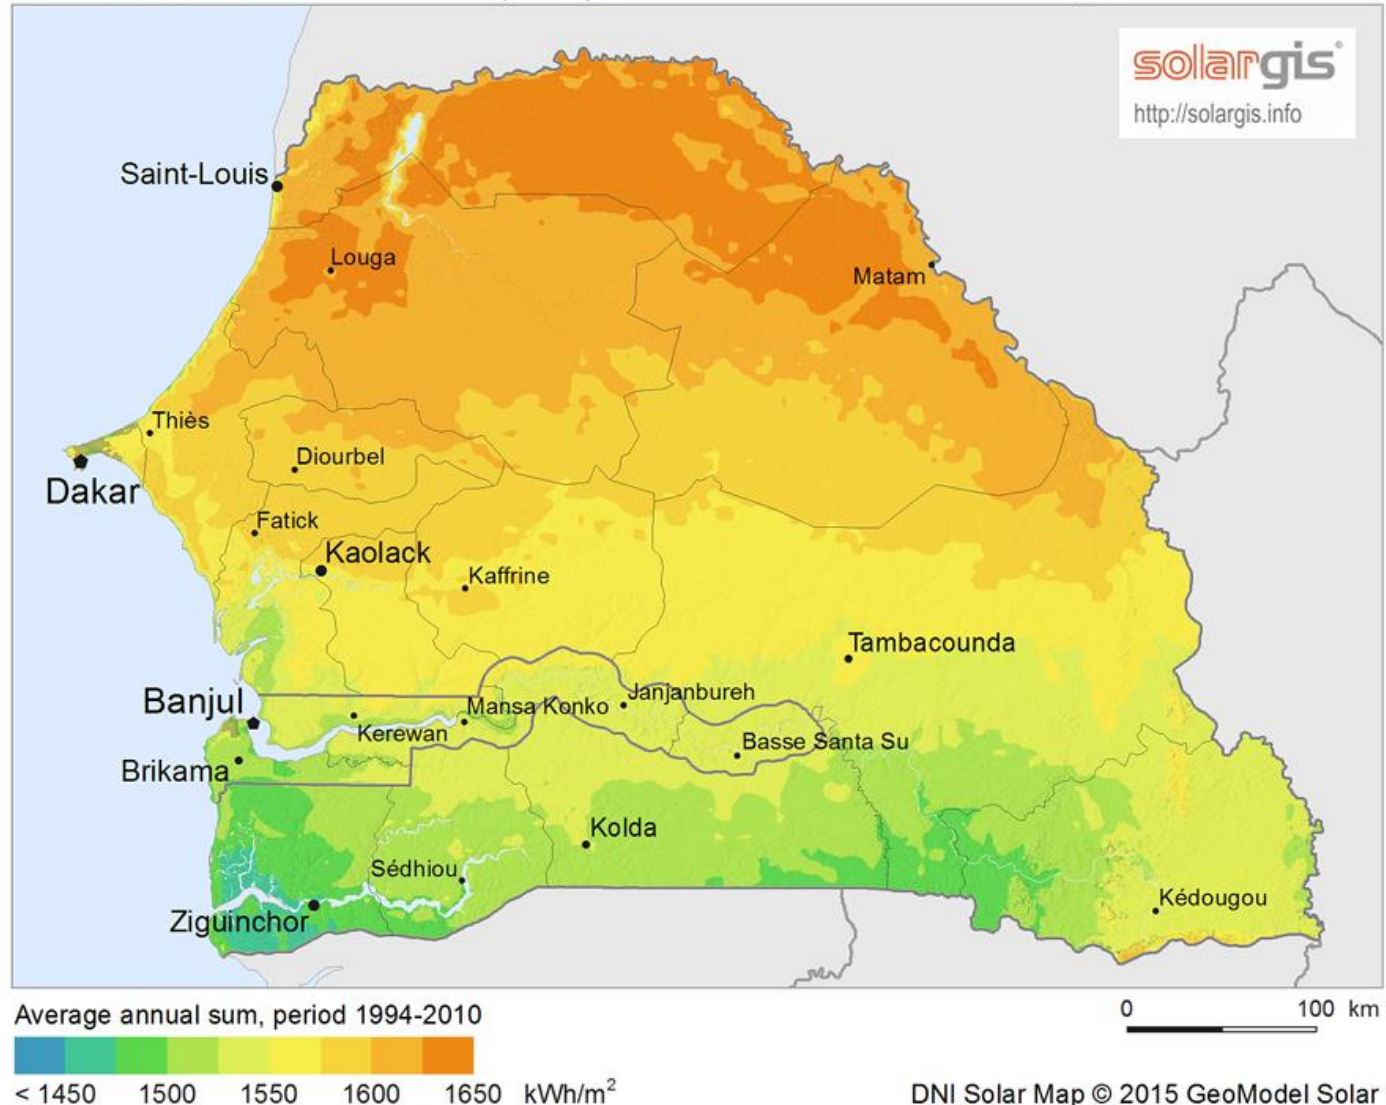 solargis©
http://solargis.info
Saint-Louis
Louga
Matam
Thiès
Diourbel
Dakar
Fatick
Kaolack
Kaffrine
Tambacounda
Janjanbureh
Banjul
Mansa Konko
Kerewan
Basse Santa Su
Brikama
Kolda
Sédhiou
Kédougou
Ziguinchor
Average annual sum, period 1994-2010
0 100 km
< 1450 1500 1550 1600 1650 kWh/m²
DNI Solar Map © 2015 GeoModel Solar